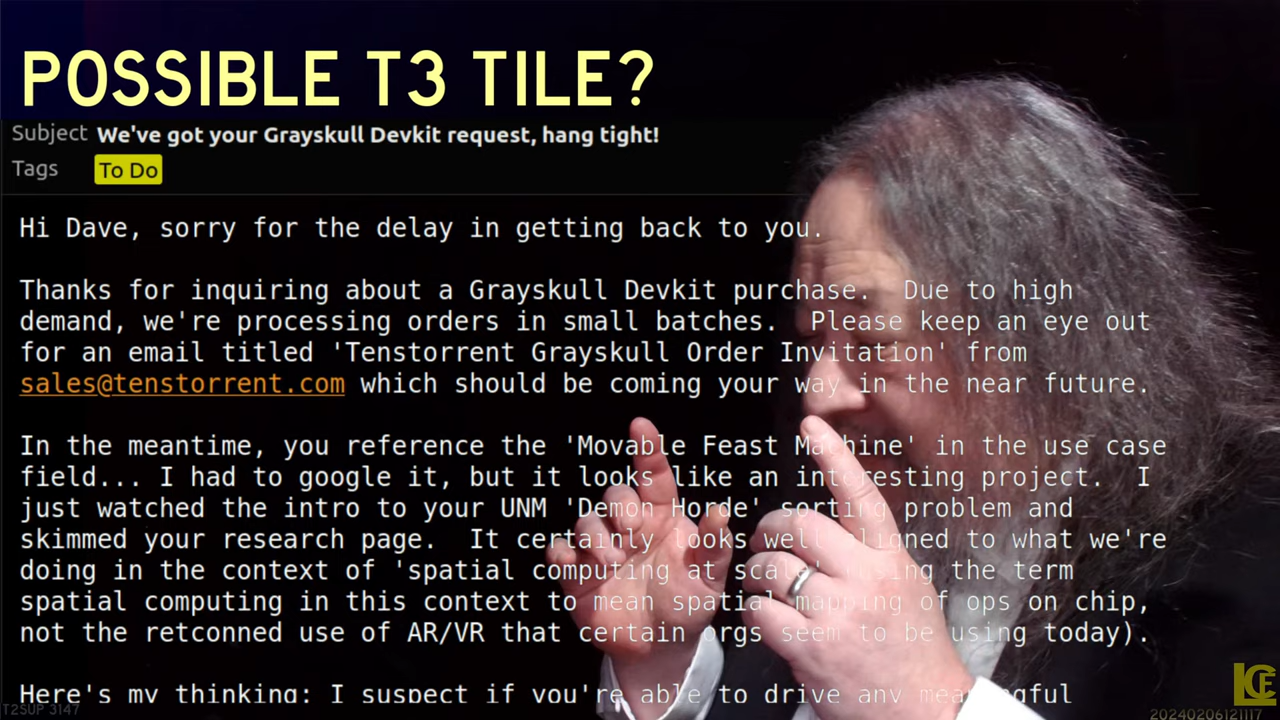 POSSIBLE T3 TILE?
Subject We've got your Grayskull Devkit request, hang tight!
Tags To Do
Hi Dave, sorry for the delay in getting back to you.
Thanks for inquiring about a Grayskull Devkit purchase. Due to high
demand, we're processing orders in small batches. Please keep an eye out
for an email titled 'Tenstorrent Grayskull Order Invitation' from
sales@tenstorrent.com which should be coming your way in the near future.
In the meantime, you reference the 'Movable Feast Machine' in the use case
field... I had to google it, but it looks like an interesting project. I
just watched the intro to your UNM 'Demon Horde' sorting problem and
skimmed your research page. It certainly looks well aligned to what we're
doing in the context of 'spatial computing at scale' (using the term
spatial computing in this context to mean spatial mapping of ops on chip,
not the retconned use of AR/VR that certain orgs seem to be using today).
Here's my thinking: I suspect if you're able to drive any meaningful
T2SUP 3147
20240206121117